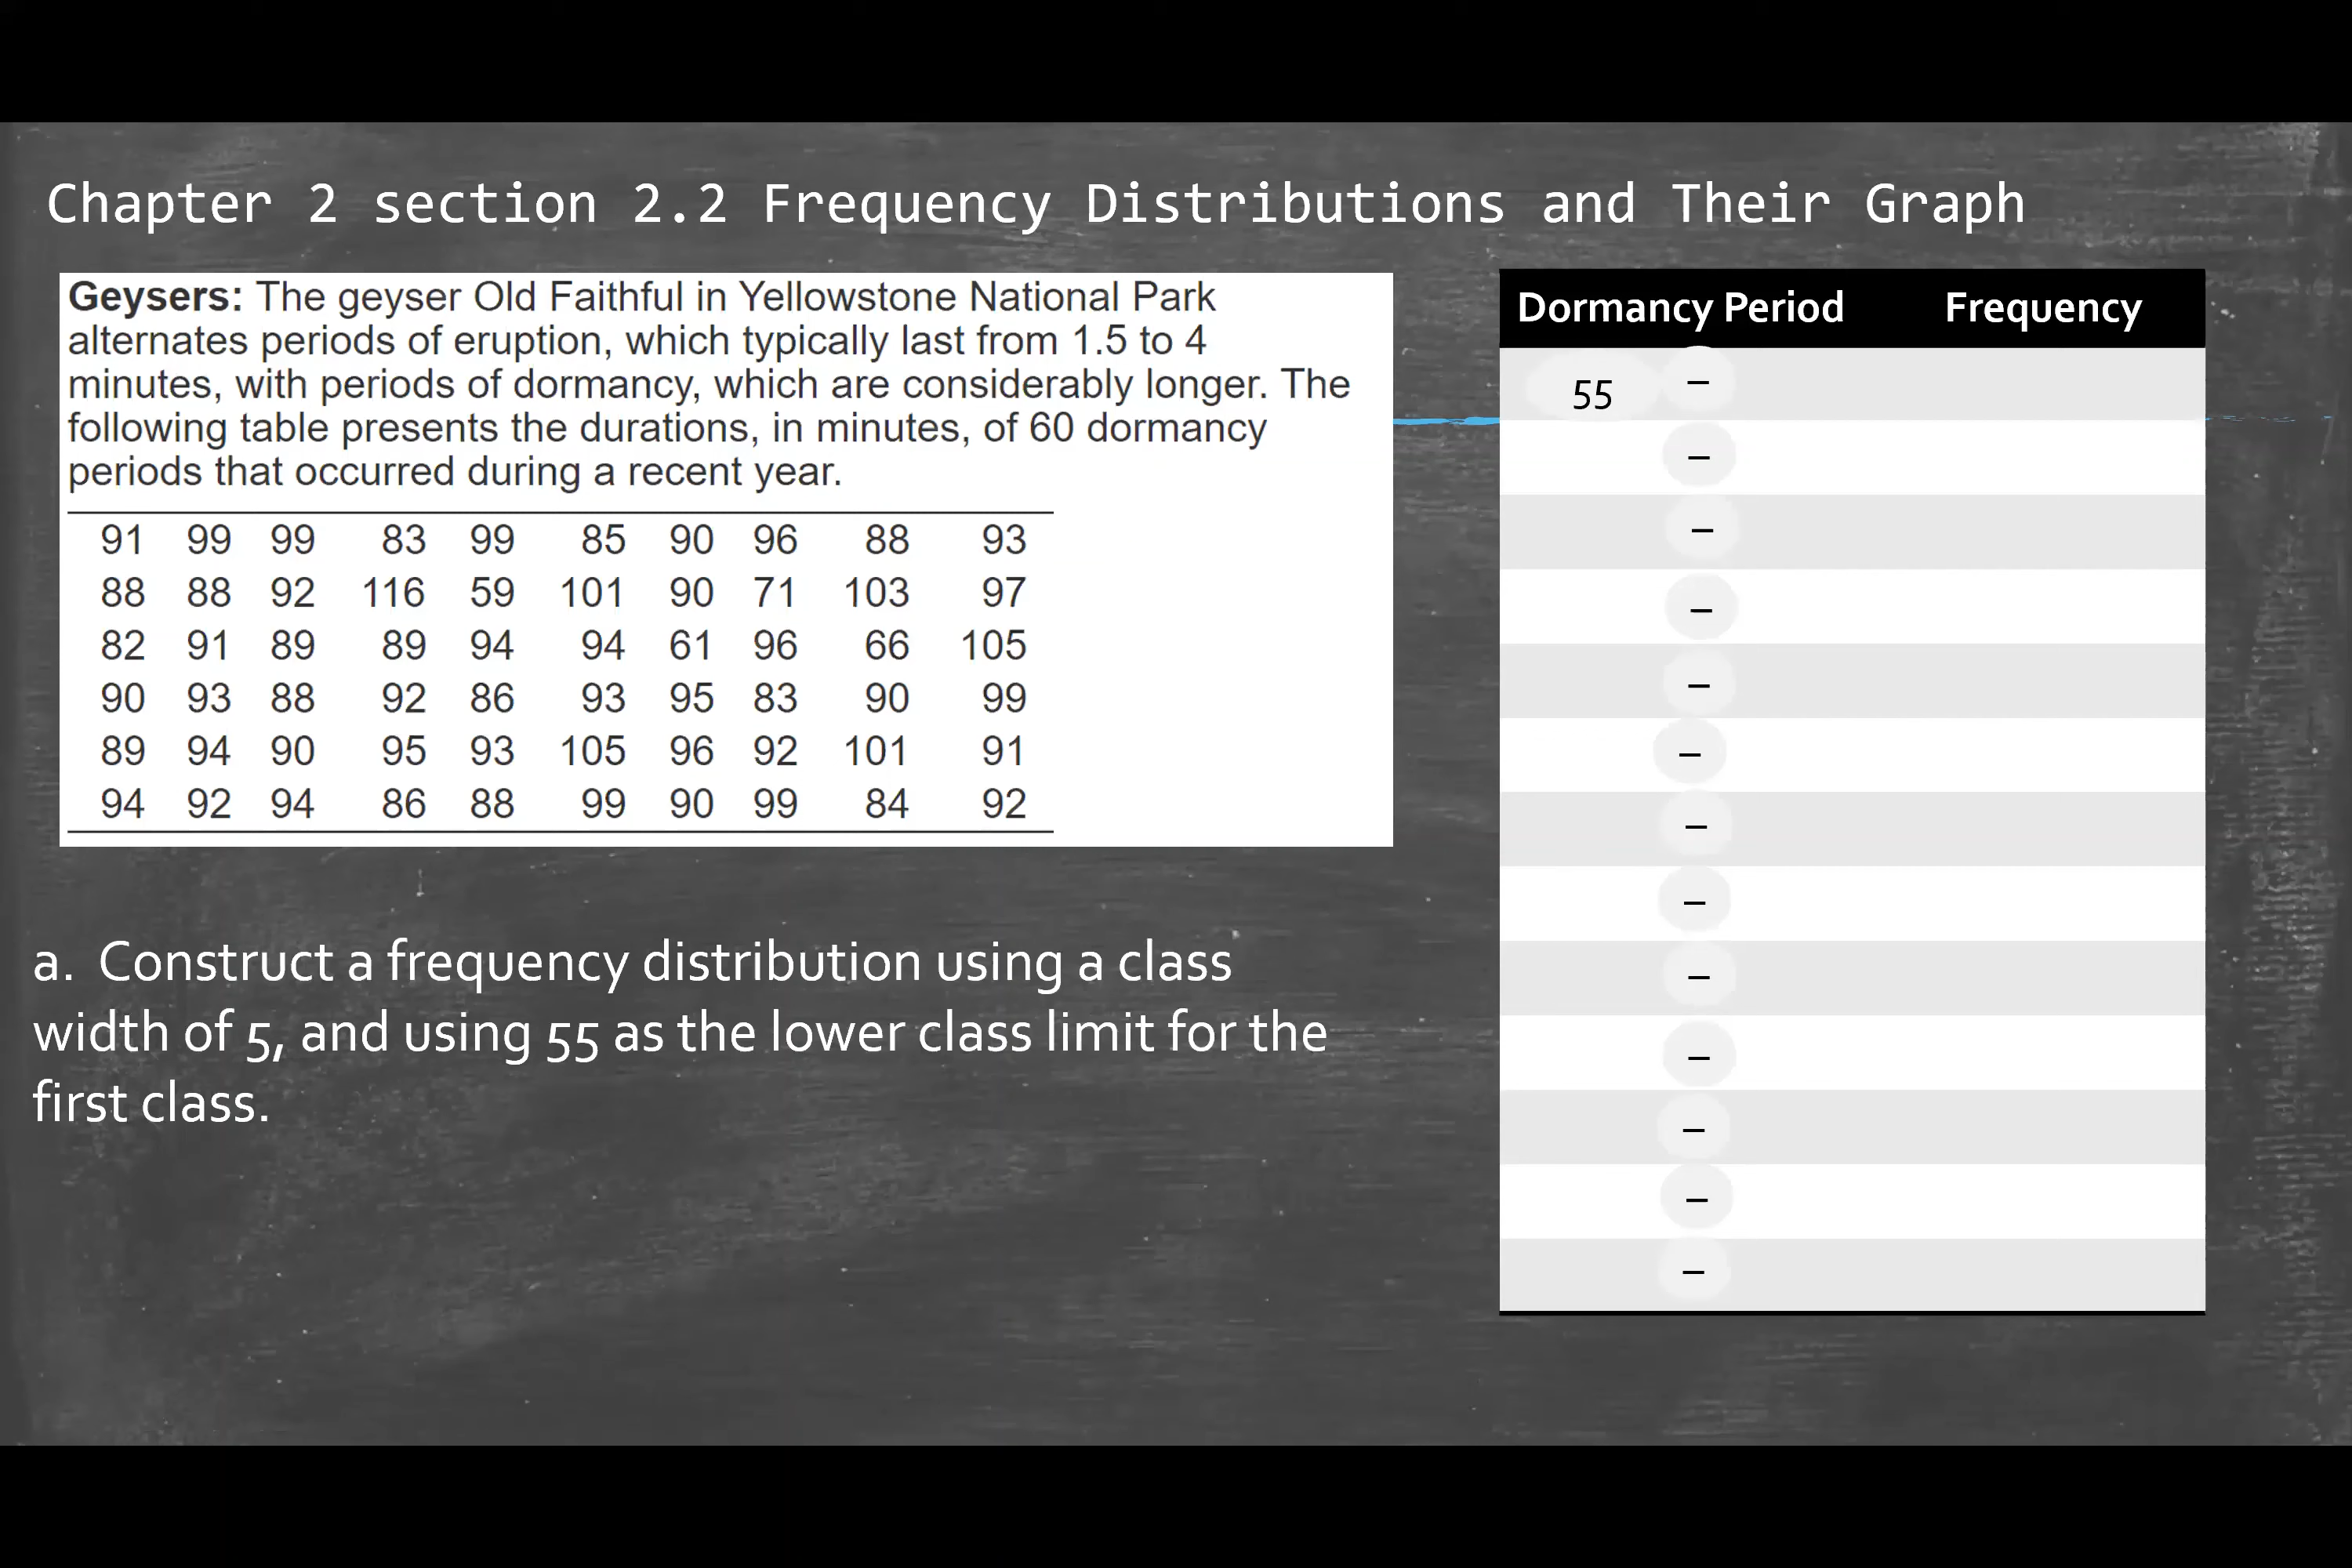 Chapter 2 section 2.2 Frequency Distributions and Their Graph
Geysers: The geyser Old Faithful in Yellowstone National Park
alternates periods of eruption, which typically last from 1.5 to 4
minutes, with periods of dormancy, which are considerably longer. The
following table presents the durations, in minutes, of 60 dormancy
periods that occurred during a recent year.
91 99 99 83 99 85 90 96 88 93
88 88 92 116 59 101 90 71 103 97
82 91 89 89 94 94 61 96 66 105
90 93 88 92 86 93 95 83 90 99
89 94 90 95 93 105 96 92 101 91
94 92 94 86 88 99 90 99 84 92
a. Construct a frequency distribution using a class
width of 5, and using 55 as the lower class limit for the
first class.
Dormancy Period Frequency
55 –
–
–
–
–
–
–
–
–
–
–
–
–